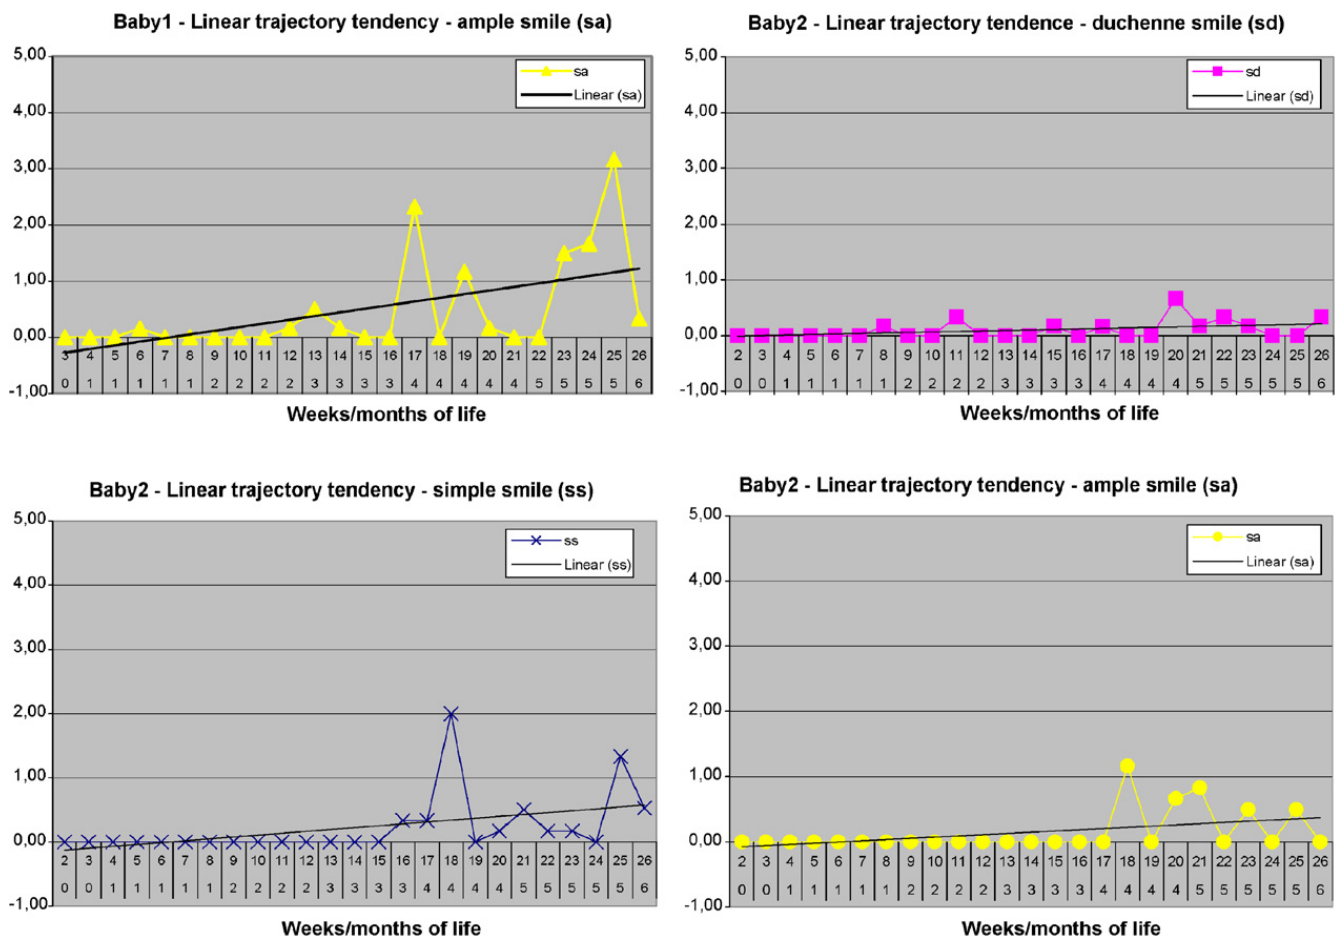 Baby1 - Linear trajectory tendency - ample smile (sa)
5,00
4,00
3,00
2,00
1,00
0,00
-1,00
sa
Linear (sa)
3 4 5 6 7 8 9 10 11 12 13 14 15 16 17 18 19 20 21 22 23 24 25 26
0 1 1 1 1 1 2 2 2 2 3 3 3 3 4 4 4 4 4 5 5 5 5 6
Weeks/months of life
Baby2 - Linear trajectory tendence - duchenne smile (sd)
5,00
4,00
3,00
2,00
1,00
0,00
-1,00
sd
Linear (sd)
2 3 4 5 6 7 8 9 10 11 12 13 14 15 16 17 18 19 20 21 22 23 24 25 26
0 0 1 1 1 1 1 2 2 2 2 3 3 3 3 4 4 4 4 5 5 5 5 5 6
Weeks/months of life
Baby2 - Linear trajectory tendency - simple smile (ss)
5,00
4,00
3,00
2,00
1,00
0,00
-1,00
ss
Linear (ss)
2 3 4 5 6 7 8 9 10 11 12 13 14 15 16 17 18 19 20 21 22 23 24 25 26
0 0 1 1 1 1 1 2 2 2 2 3 3 3 3 4 4 4 4 5 5 5 5 5 6
Weeks/months of life
Baby2 - Linear trajectory tendency - ample smile (sa)
5,00
4,00
3,00
2,00
1,00
0,00
-1,00
sa
Linear (sa)
2 3 4 5 6 7 8 9 10 11 12 13 14 15 16 17 18 19 20 21 22 23 24 25 26
0 0 1 1 1 1 1 2 2 2 2 3 3 3 3 4 4 4 4 5 5 5 5 5 6
Weeks/months of life